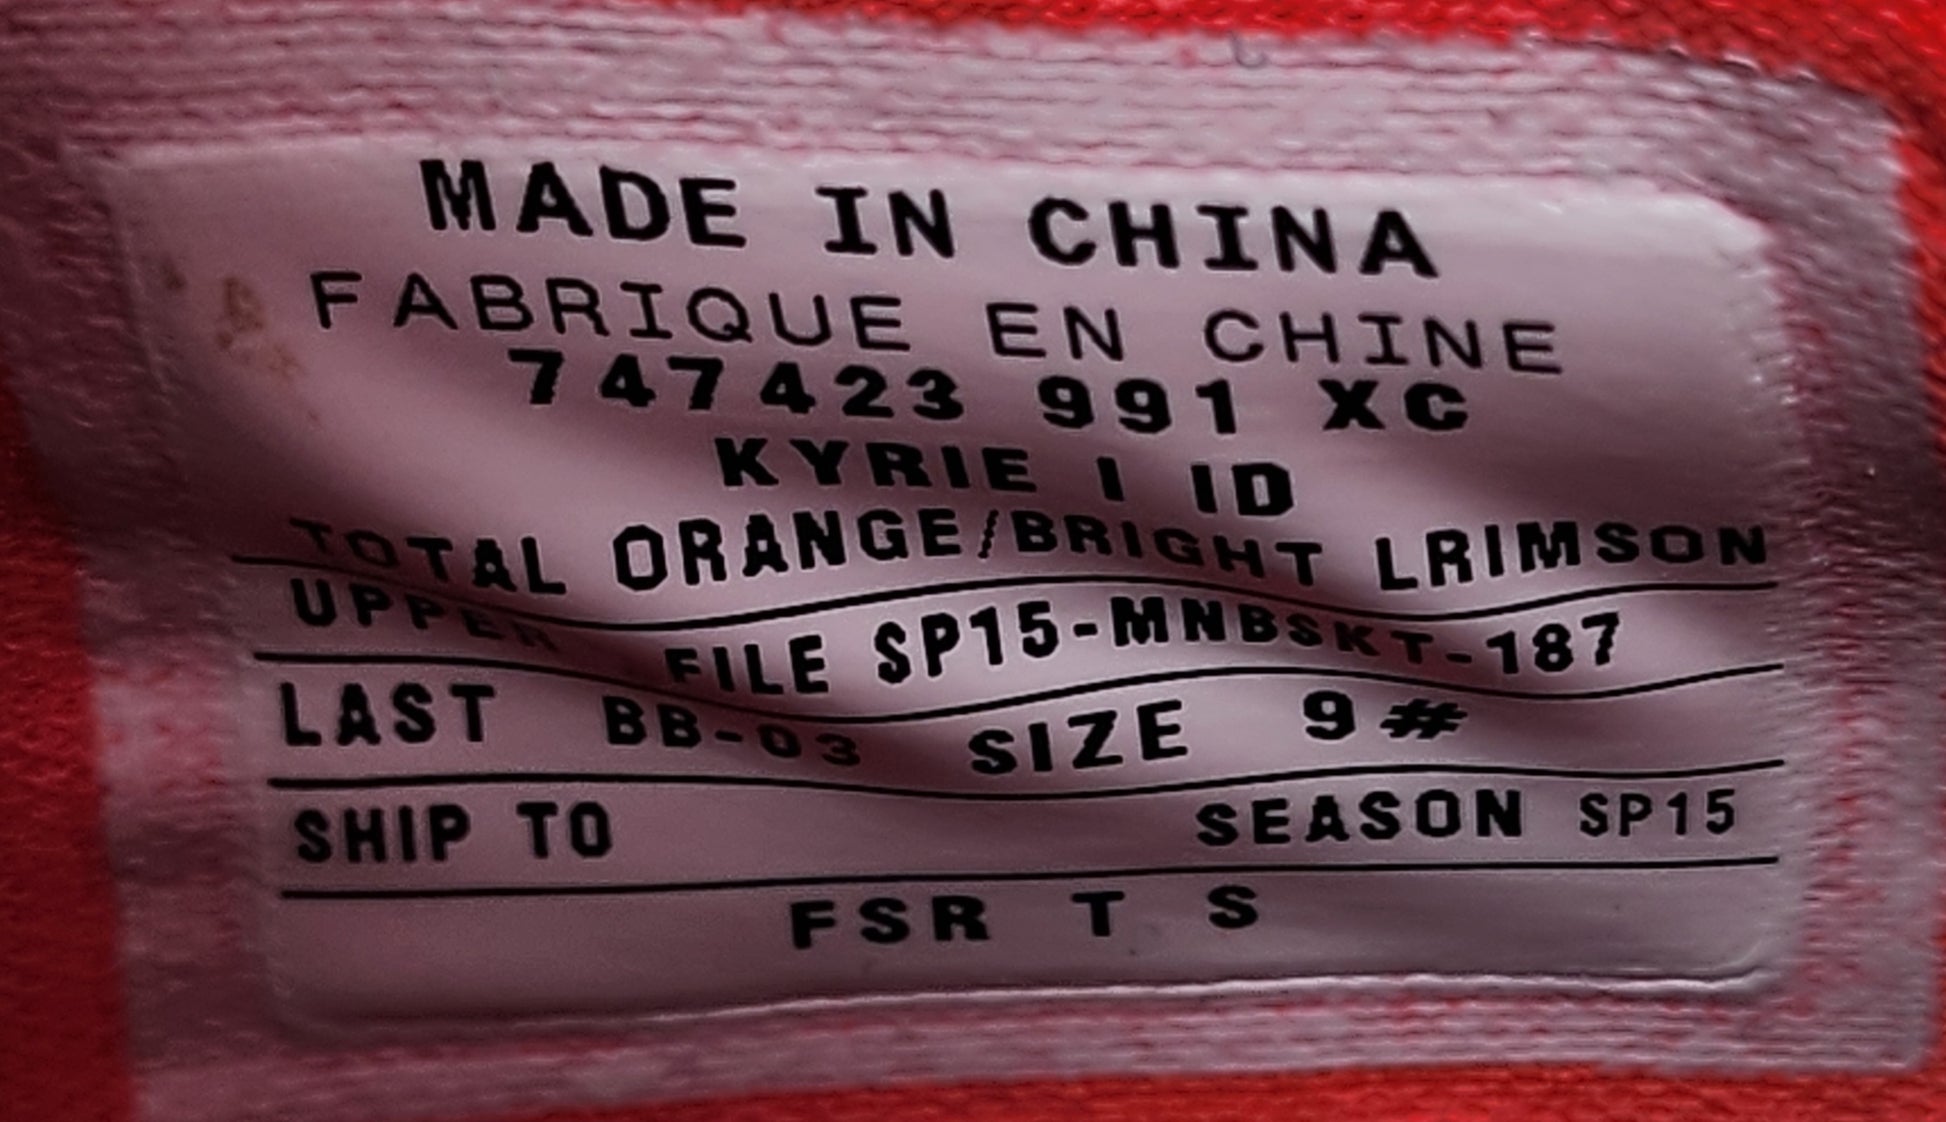 MADE IN CHINA
FABRIQUE EN CHINE
747423 991 XC
KYRIE I ID
TOTAL ORANGE/BRIGHT LRIMSON
UPPER FILE SP15-MNBSKT-187
LAST BB-03 SIZE 9#
SHIP TO SEASON SP15
FSR T S